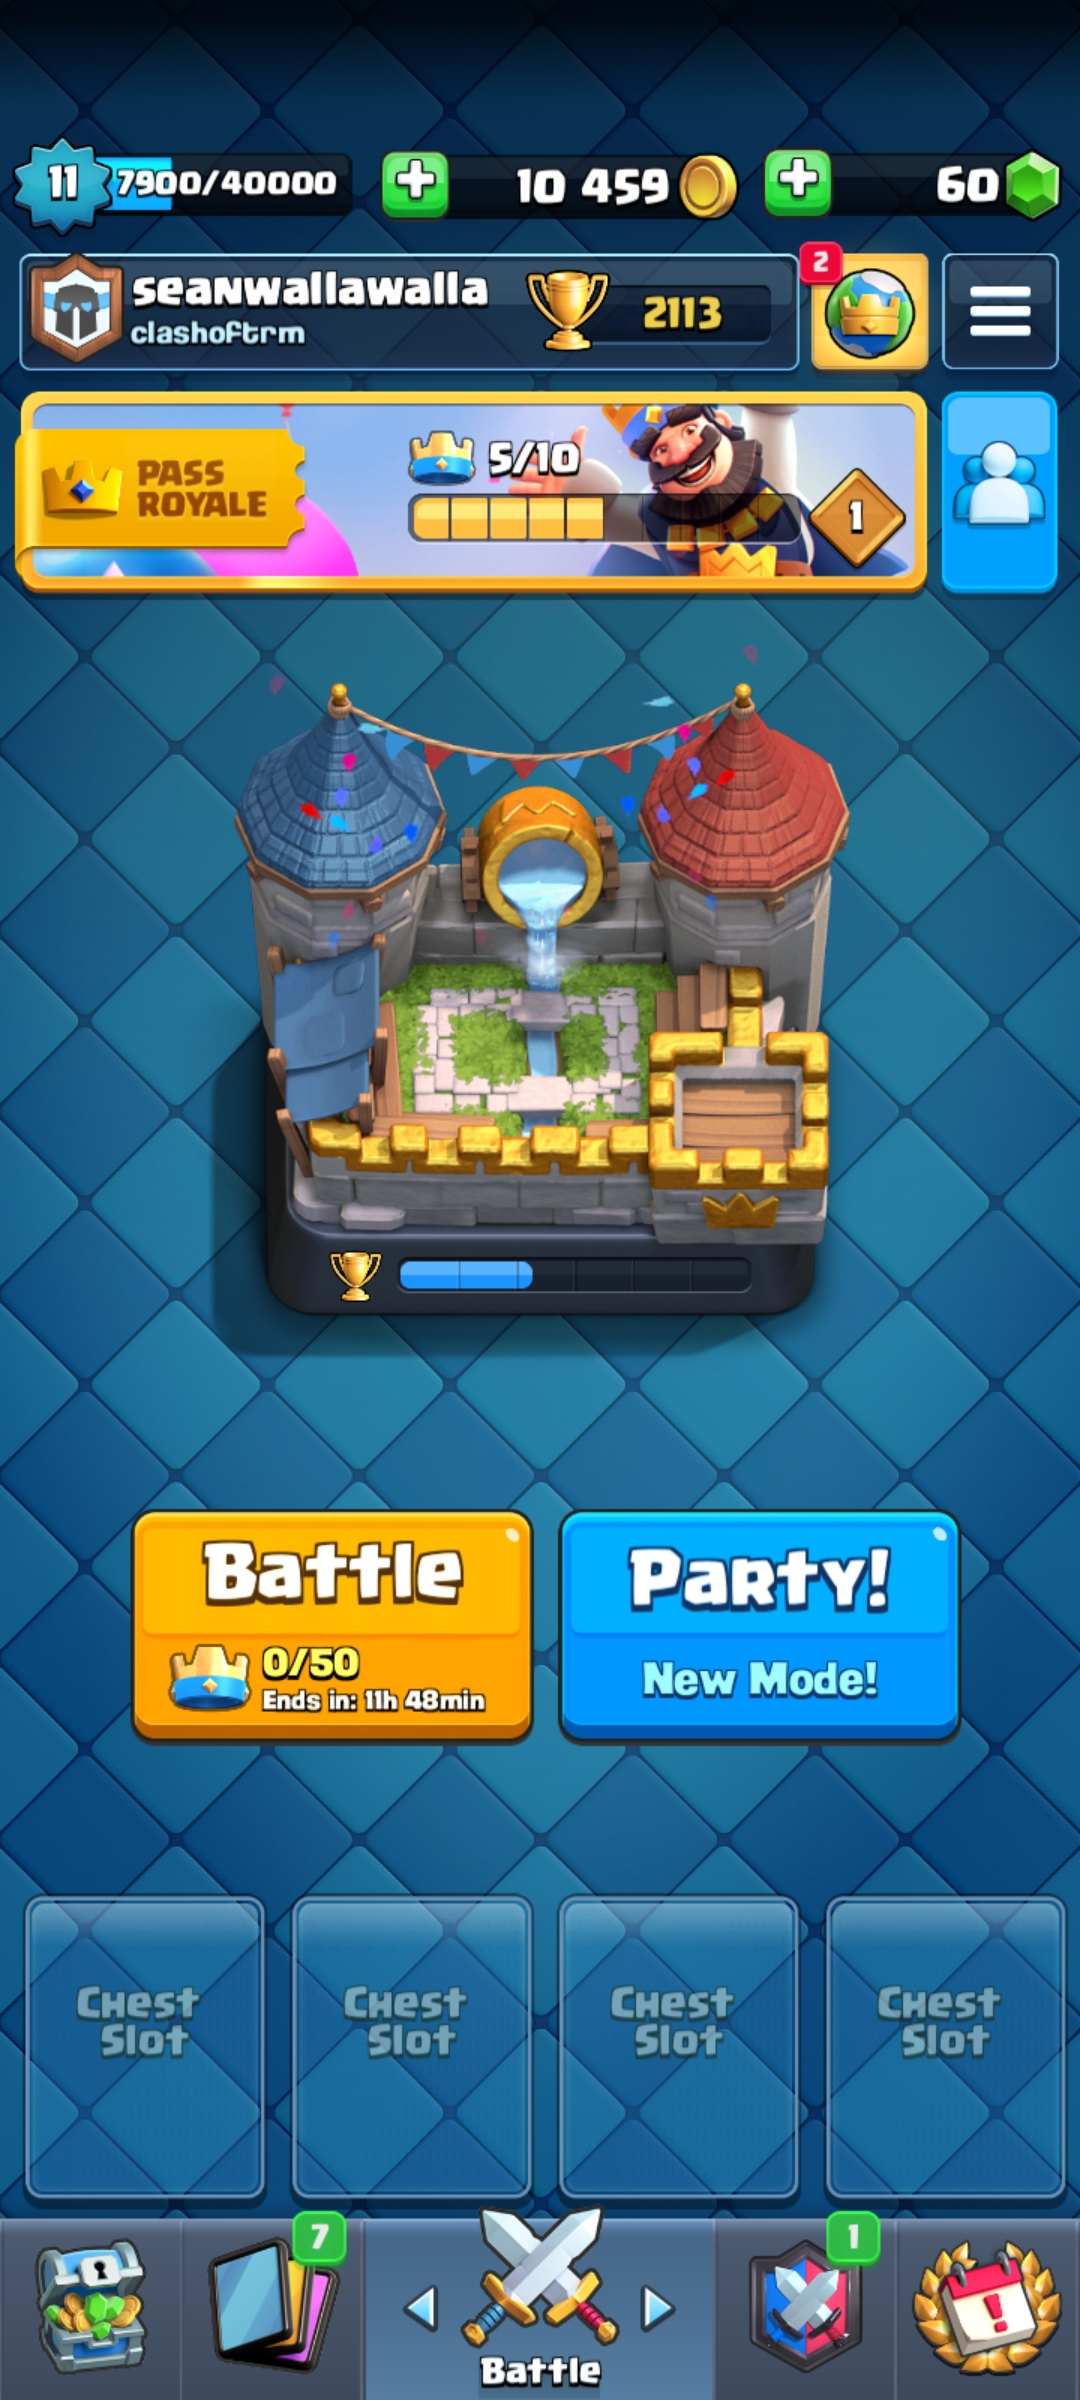 11
7900/40000
10 459
60
seanwallawalla
clashoftrm
2113
2
PASS
ROYALE
5/10
1
Battle
0/50
Ends in: 11h 48min
Party!
New Mode!
Chest
Slot
Chest
Slot
Chest
Slot
Chest
Slot
7
1
!
Battle